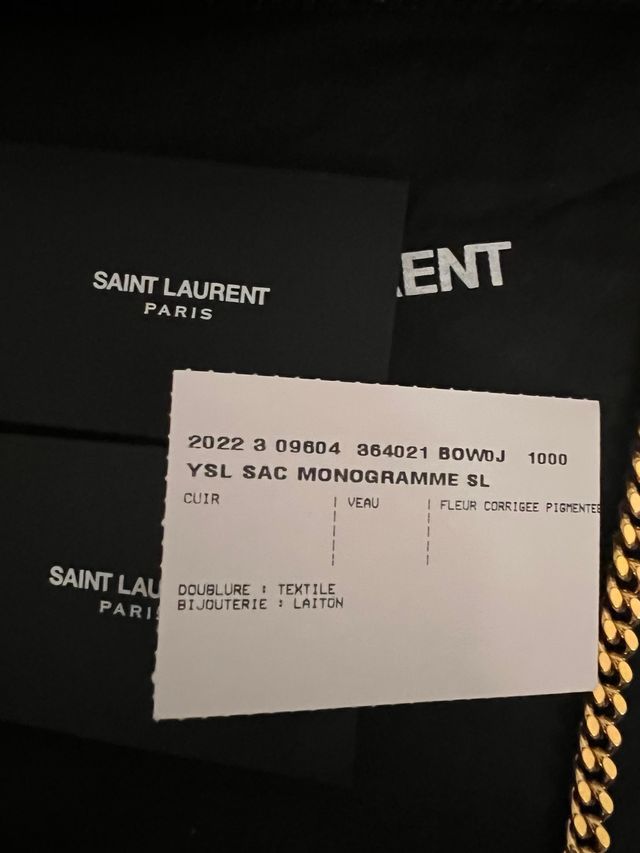 SAINT LAURENT
PARIS
ENT
2022 3 09604 364021 BOW0J 1000
YSL SAC MONOGRAMME SL
CUIR | VEAU | FLEUR CORRIGEE PIGMENTEE
DOUBLURE : TEXTILE
BIJOUTERIE : LAITON
SAINT LAU
PARI